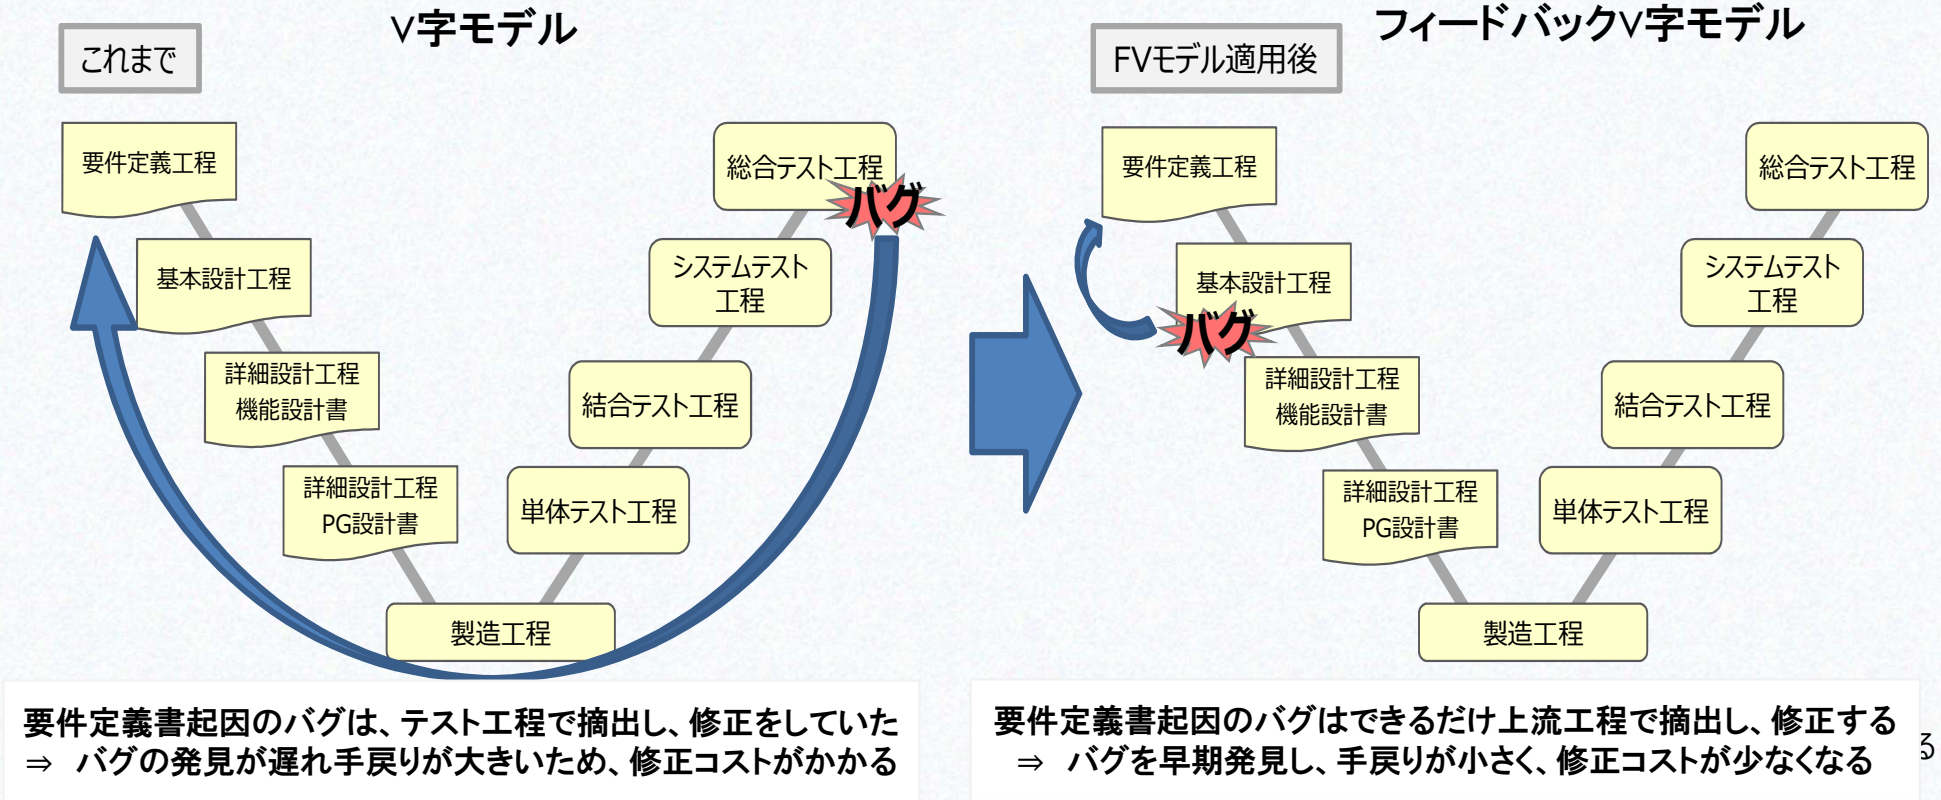 V字モデル
これまで
要件定義工程
基本設計工程
詳細設計工程
機能設計書
詳細設計工程
PG設計書
製造工程
単体テスト工程
結合テスト工程
システムテスト
工程
総合テスト工程
バグ
要件定義書起因のバグは、テスト工程で摘出し、修正をしていた
⇒ バグの発見が遅れ手戻りが大きいため、修正コストがかかる
フィードバックV字モデル
FVモデル適用後
要件定義工程
基本設計工程
バグ
詳細設計工程
機能設計書
詳細設計工程
PG設計書
製造工程
単体テスト工程
結合テスト工程
システムテスト
工程
総合テスト工程
要件定義書起因のバグはできるだけ上流工程で摘出し、修正する
⇒ バグを早期発見し、手戻りが小さく、修正コストが少なくなる